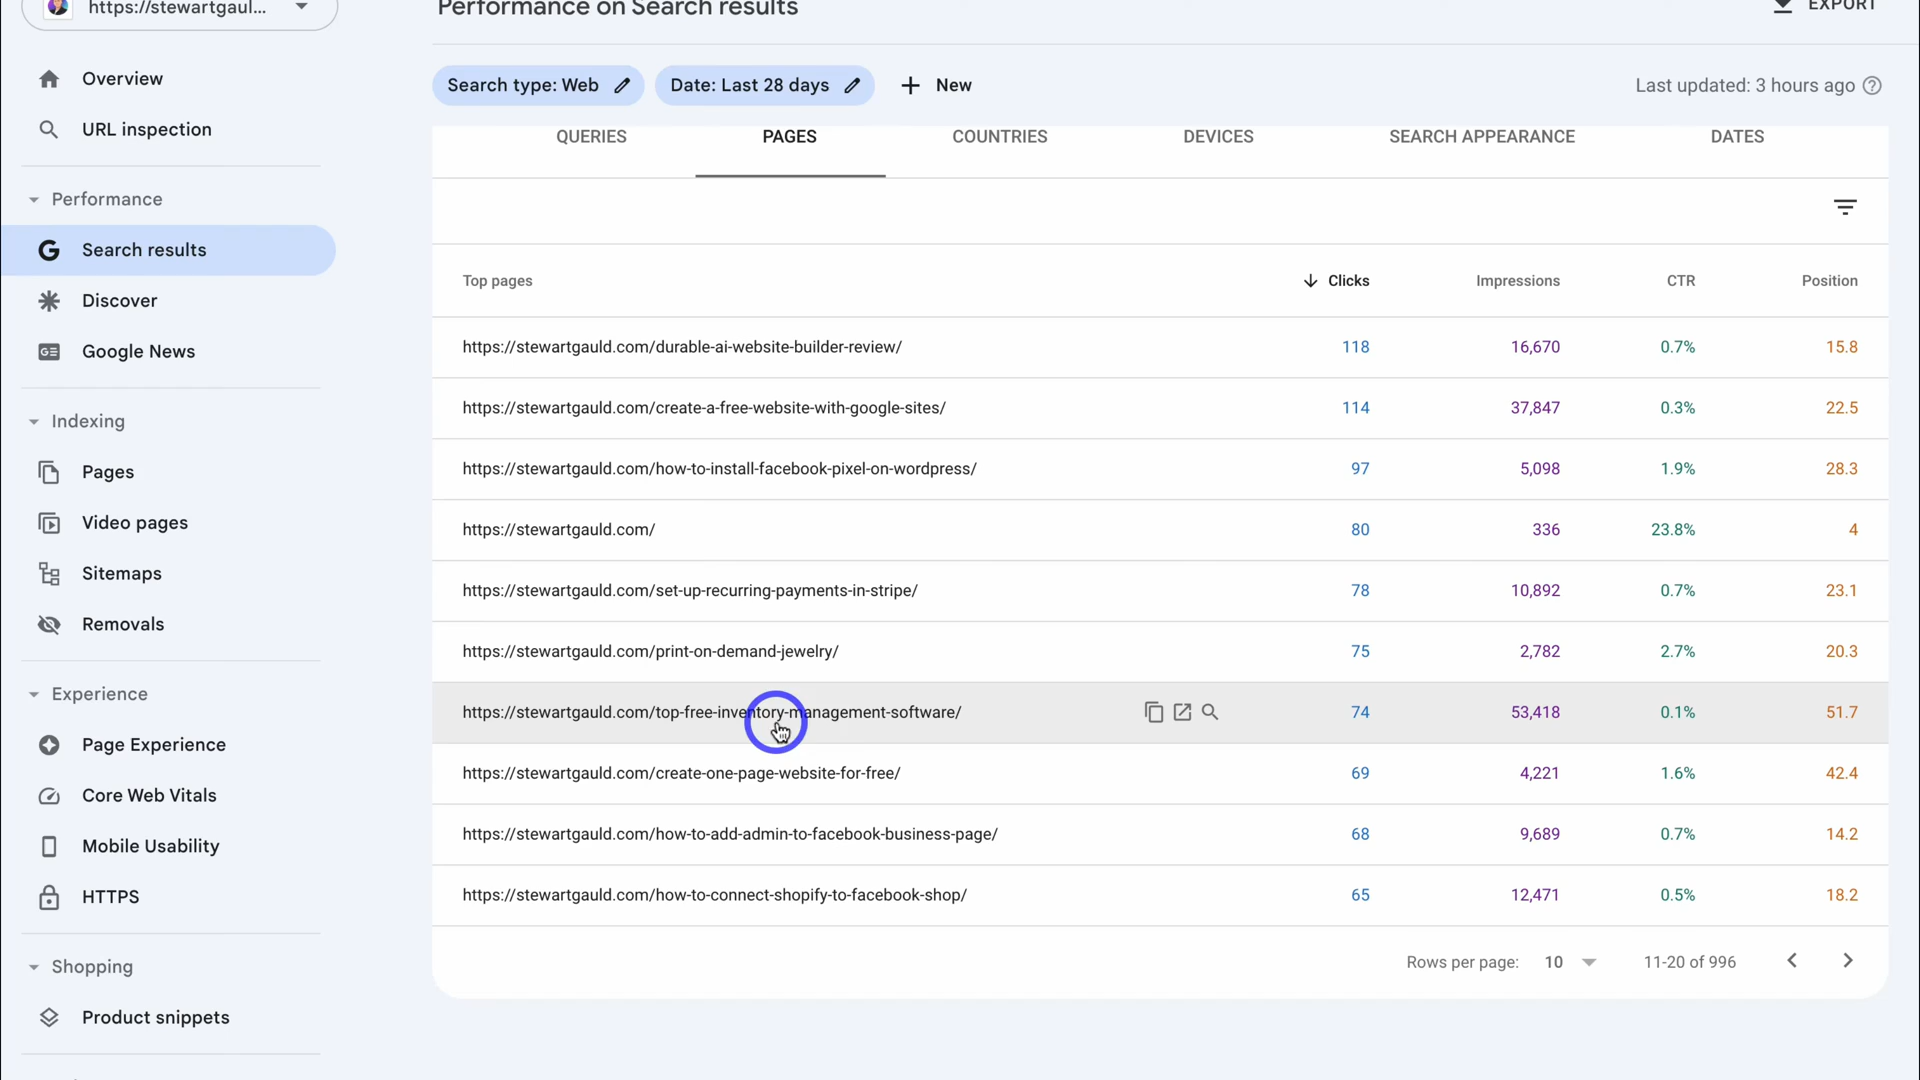 https://stewartgaul...
Performance on Search results
EXPORT
Overview
URL inspection
Performance
Search results
Discover
Google News
Indexing
Pages
Video pages
Sitemaps
Removals
Experience
Page Experience
Core Web Vitals
Mobile Usability
HTTPS
Shopping
Product snippets
Search type: Web
Date: Last 28 days
New
Last updated: 3 hours ago
QUERIES PAGES COUNTRIES DEVICES SEARCH APPEARANCE DATES
Top pages Clicks Impressions CTR Position
https://stewartgauld.com/durable-ai-website-builder-review/ 118 16,670 0.7% 15.8
https://stewartgauld.com/create-a-free-website-with-google-sites/ 114 37,847 0.3% 22.5
https://stewartgauld.com/how-to-install-facebook-pixel-on-wordpress/ 97 5,098 1.9% 28.3
https://stewartgauld.com/ 80 336 23.8% 4
https://stewartgauld.com/set-up-recurring-payments-in-stripe/ 78 10,892 0.7% 23.1
https://stewartgauld.com/print-on-demand-jewelry/ 75 2,782 2.7% 20.3
https://stewartgauld.com/top-free-inventory-management-software/ 74 53,418 0.1% 51.7
https://stewartgauld.com/create-one-page-website-for-free/ 69 4,221 1.6% 42.4
https://stewartgauld.com/how-to-add-admin-to-facebook-business-page/ 68 9,689 0.7% 14.2
https://stewartgauld.com/how-to-connect-shopify-to-facebook-shop/ 65 12,471 0.5% 18.2
Rows per page: 10 11-20 of 996